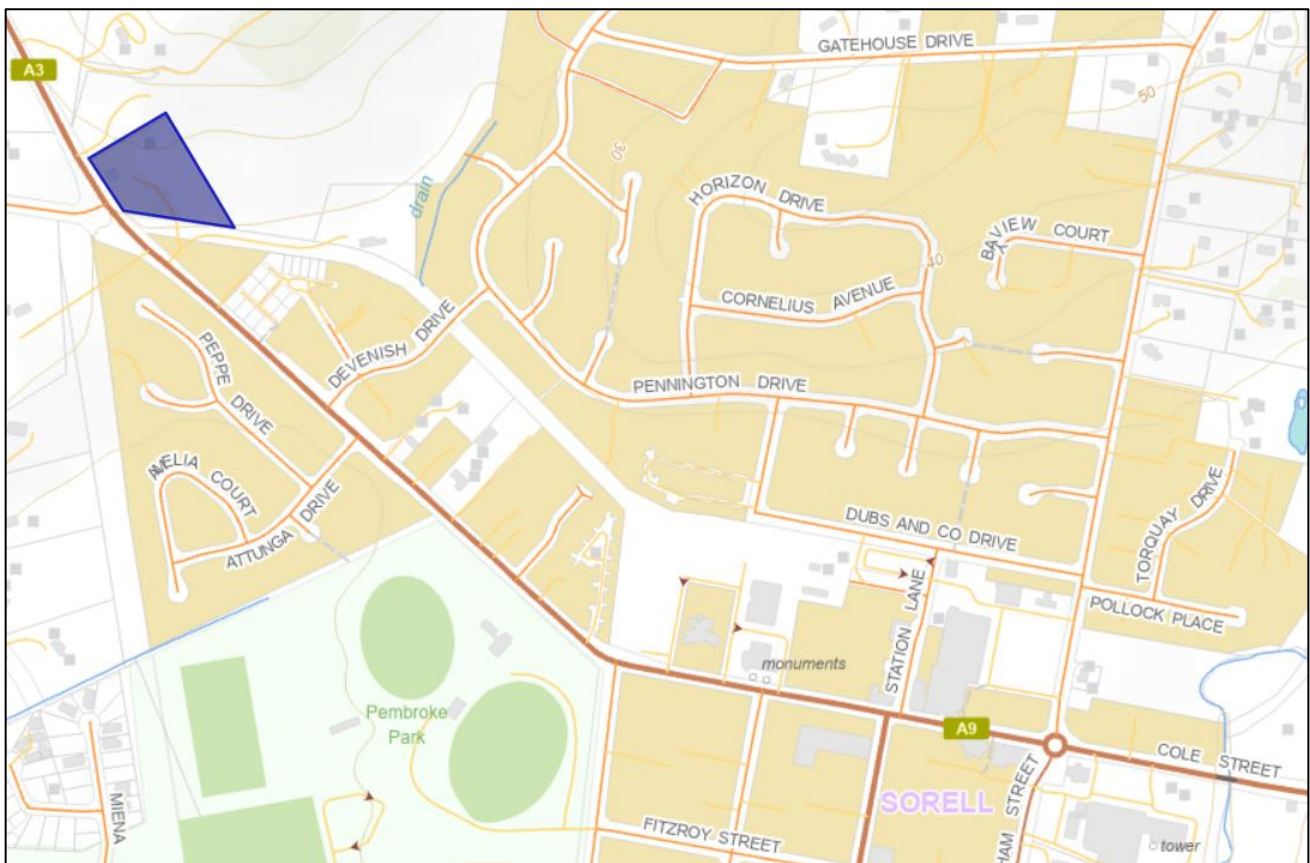 GATEHOUSE DRIVE
A3
50
30
HORIZON DRIVE
drain
BAVIEW COURT
Y
40
CORNELIUS AVENUE
DEVENISH DRIVE
PEPPE DRIVE
PENNINGTON DRIVE
AMELIA COURT
ATTUNGA DRIVE
DUBS AND CO DRIVE
TORQUAY DRIVE
POLLOCK PLACE
STATION LANE
monuments
Pembroke
Park
A9
COLE STREET
MIENA
SORELL
FITZROY STREET
HAM STREET
tower